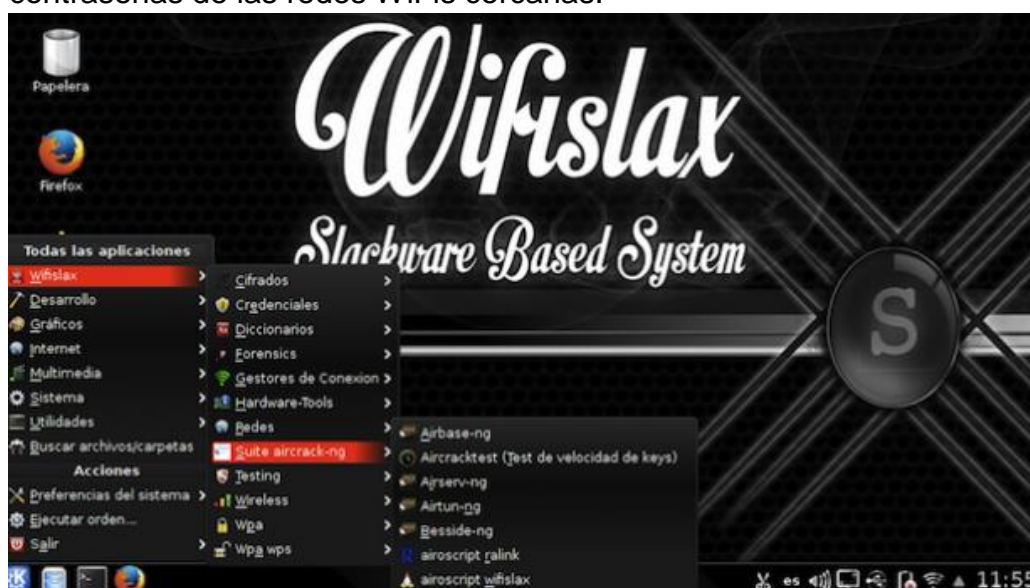 contraseñas de las redes WiFis cercanas.
Papelera
Firefox
Wifislax
Slackware Based System
S
Todas las aplicaciones
Wifislax
Desarrollo
Gráficos
Internet
Multimedia
Sistema
Utilidades
Buscar archivos/carpetas
Acciones
Preferencias del sistema
Ejecutar orden...
Salir
Cifrados
Credenciales
Diccionarios
Forensics
Gestores de Conexion
Hardware-Tools
Redes
Suite aircrack-ng
Testing
Wireless
Wpa
Wpa wps
Airbase-ng
Aircracktest (Test de velocidad de keys)
Airserv-ng
Airtun-ng
Besside-ng
airoscript ralink
airoscript wifislax
es